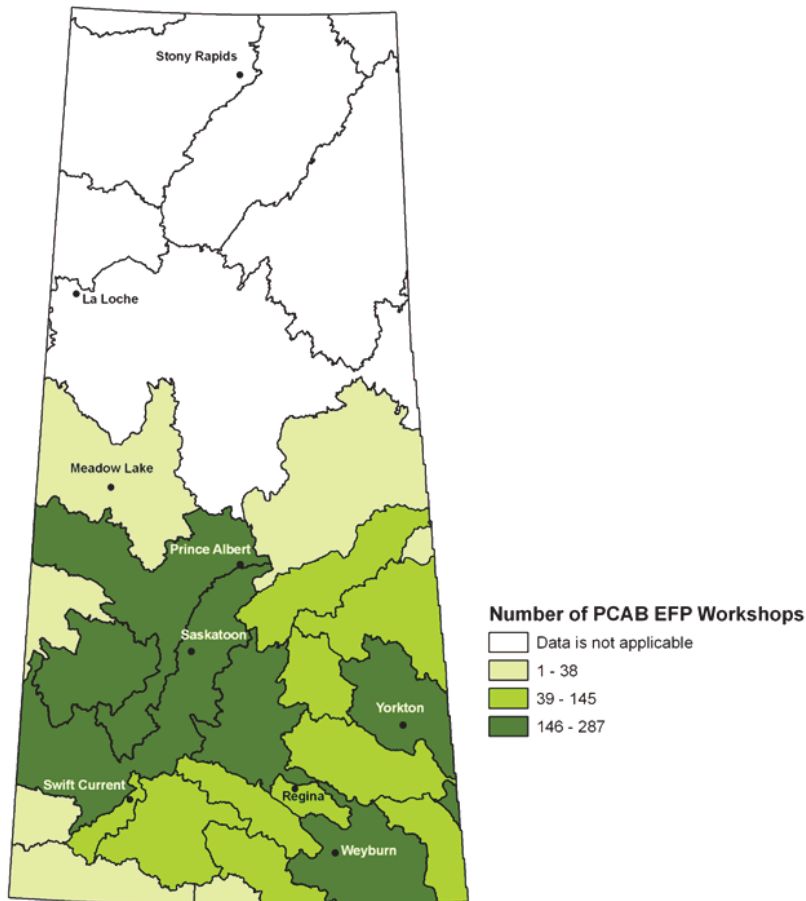 Stony Rapids
La Loche
Meadow Lake
Prince Albert
Saskatoon
Number of PCAB EFP Workshops
Data is not applicable
1 - 38
39 - 145
146 - 287
Yorkton
Swift Current
Regina
Weyburn